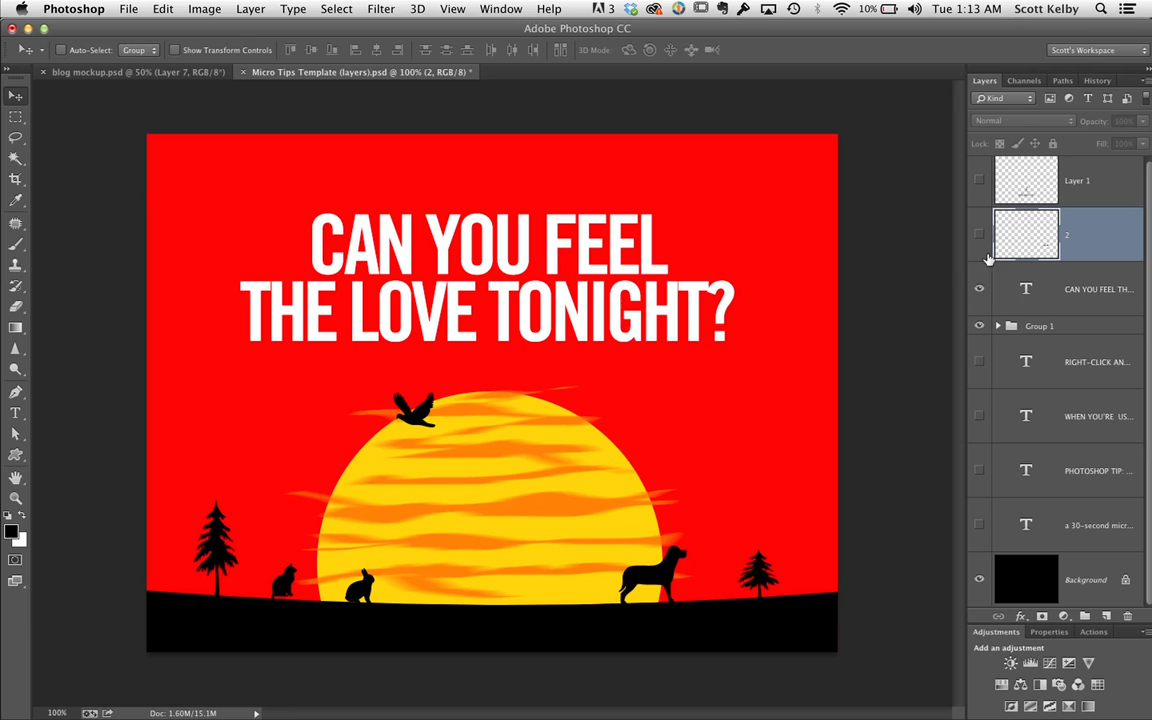 Photoshop File Edit Image Layer Type Select Filter 3D View Window Help 3 10% Tue 1:13 AM Scott Kelby
Adobe Photoshop CC
Auto-Select: Group Show Transform Controls 3D Mode: Scott's Workspace
× blog mockup.psd @ 50% (Layer 7, RGB/8*) × Micro Tips Template (layers).psd @ 100% (2, RGB/8) *
Layers Channels Paths History
Kind
Normal Opacity: 100%
Lock: Fill: 100%
Layer 1
2
CAN YOU FEEL TH...
Group 1
RIGHT-CLICK AN...
WHEN YOU'RE US...
PHOTOSHOP TIP: ...
a 30-second micr...
Background
CAN YOU FEEL
THE LOVE TONIGHT?
Adjustments Properties Actions
Add an adjustment
100% Doc: 1.60M/15.1M